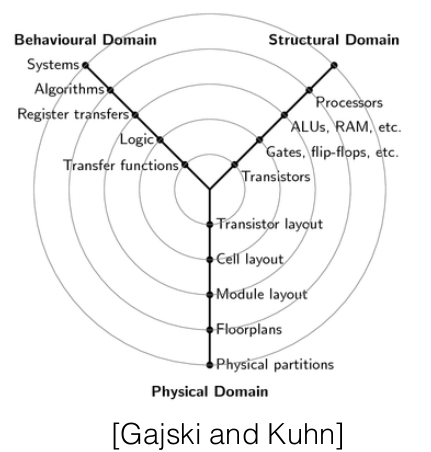 Behavioural Domain
Structural Domain
Systems
Algorithms
Register transfers
Logic
Transfer functions
Processors
ALUs, RAM, etc.
Gates, flip-flops, etc.
Transistors
Transistor layout
Cell layout
Module layout
Floorplans
Physical partitions
Physical Domain
[Gajski and Kuhn]